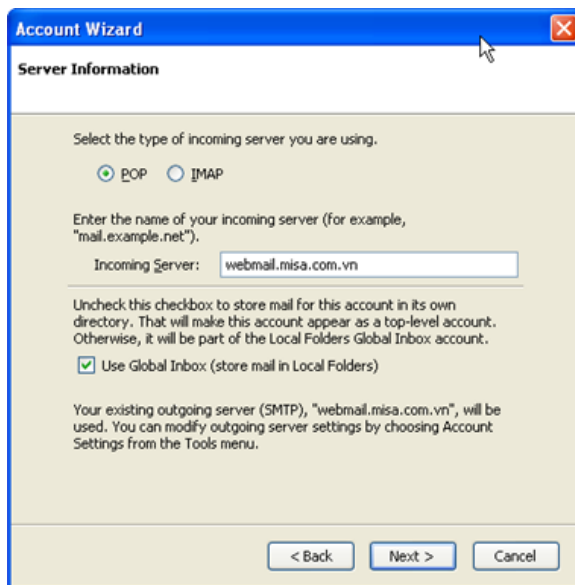 Account Wizard
Server Information
Select the type of incoming server you are using.
POP IMAP
Enter the name of your incoming server (for example,
"mail.example.net").
Incoming Server: webmail.misa.com.vn
Uncheck this checkbox to store mail for this account in its own
directory. That will make this account appear as a top-level account.
Otherwise, it will be part of the Local Folders Global Inbox account.
Use Global Inbox (store mail in Local Folders)
Your existing outgoing server (SMTP), "webmail.misa.com.vn", will be
used. You can modify outgoing server settings by choosing Account
Settings from the Tools menu.
< Back Next > Cancel